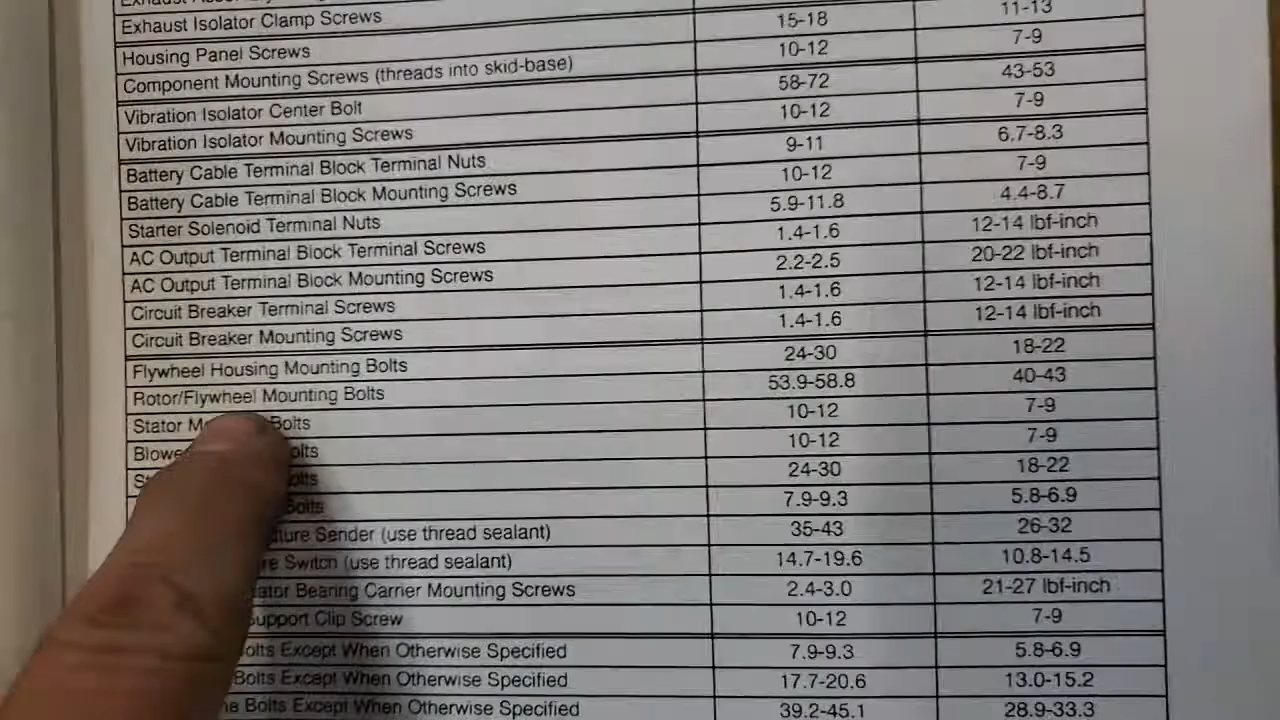 Exhaust Isolator Clamp Screws
Housing Panel Screws 15-18 11-13
Component Mounting Screws (threads into skid-base) 10-12 7-9
Vibration Isolator Center Bolt 58-72 43-53
Vibration Isolator Mounting Screws 10-12 7-9
Battery Cable Terminal Block Terminal Nuts 9-11 6.7-8.3
Battery Cable Terminal Block Mounting Screws 10-12 7-9
Starter Solenoid Terminal Nuts 5.9-11.8 4.4-8.7
AC Output Terminal Block Terminal Screws 1.4-1.6 12-14 lbf-inch
AC Output Terminal Block Mounting Screws 2.2-2.5 20-22 lbf-inch
Circuit Breaker Terminal Screws 1.4-1.6 12-14 lbf-inch
Circuit Breaker Mounting Screws 1.4-1.6 12-14 lbf-inch
Flywheel Housing Mounting Bolts 24-30 18-22
Rotor/Flywheel Mounting Bolts 53.9-58.8 40-43
Stator Bolts 10-12 7-9
10-12 7-9
24-30 18-22
Bolts 7.9-9.3 5.8-6.9
Sender (use thread sealant) 35-43 26-32
Switch (use thread sealant) 14.7-19.6 10.8-14.5
Bearing Carrier Mounting Screws 2.4-3.0 21-27 lbf-inch
Support Clip Screw 10-12 7-9
Except When Otherwise Specified 7.9-9.3 5.8-6.9
Bolts Except When Otherwise Specified 17.7-20.6 13.0-15.2
Bolts Except When Otherwise Specified 39.2-45.1 28.9-33.3